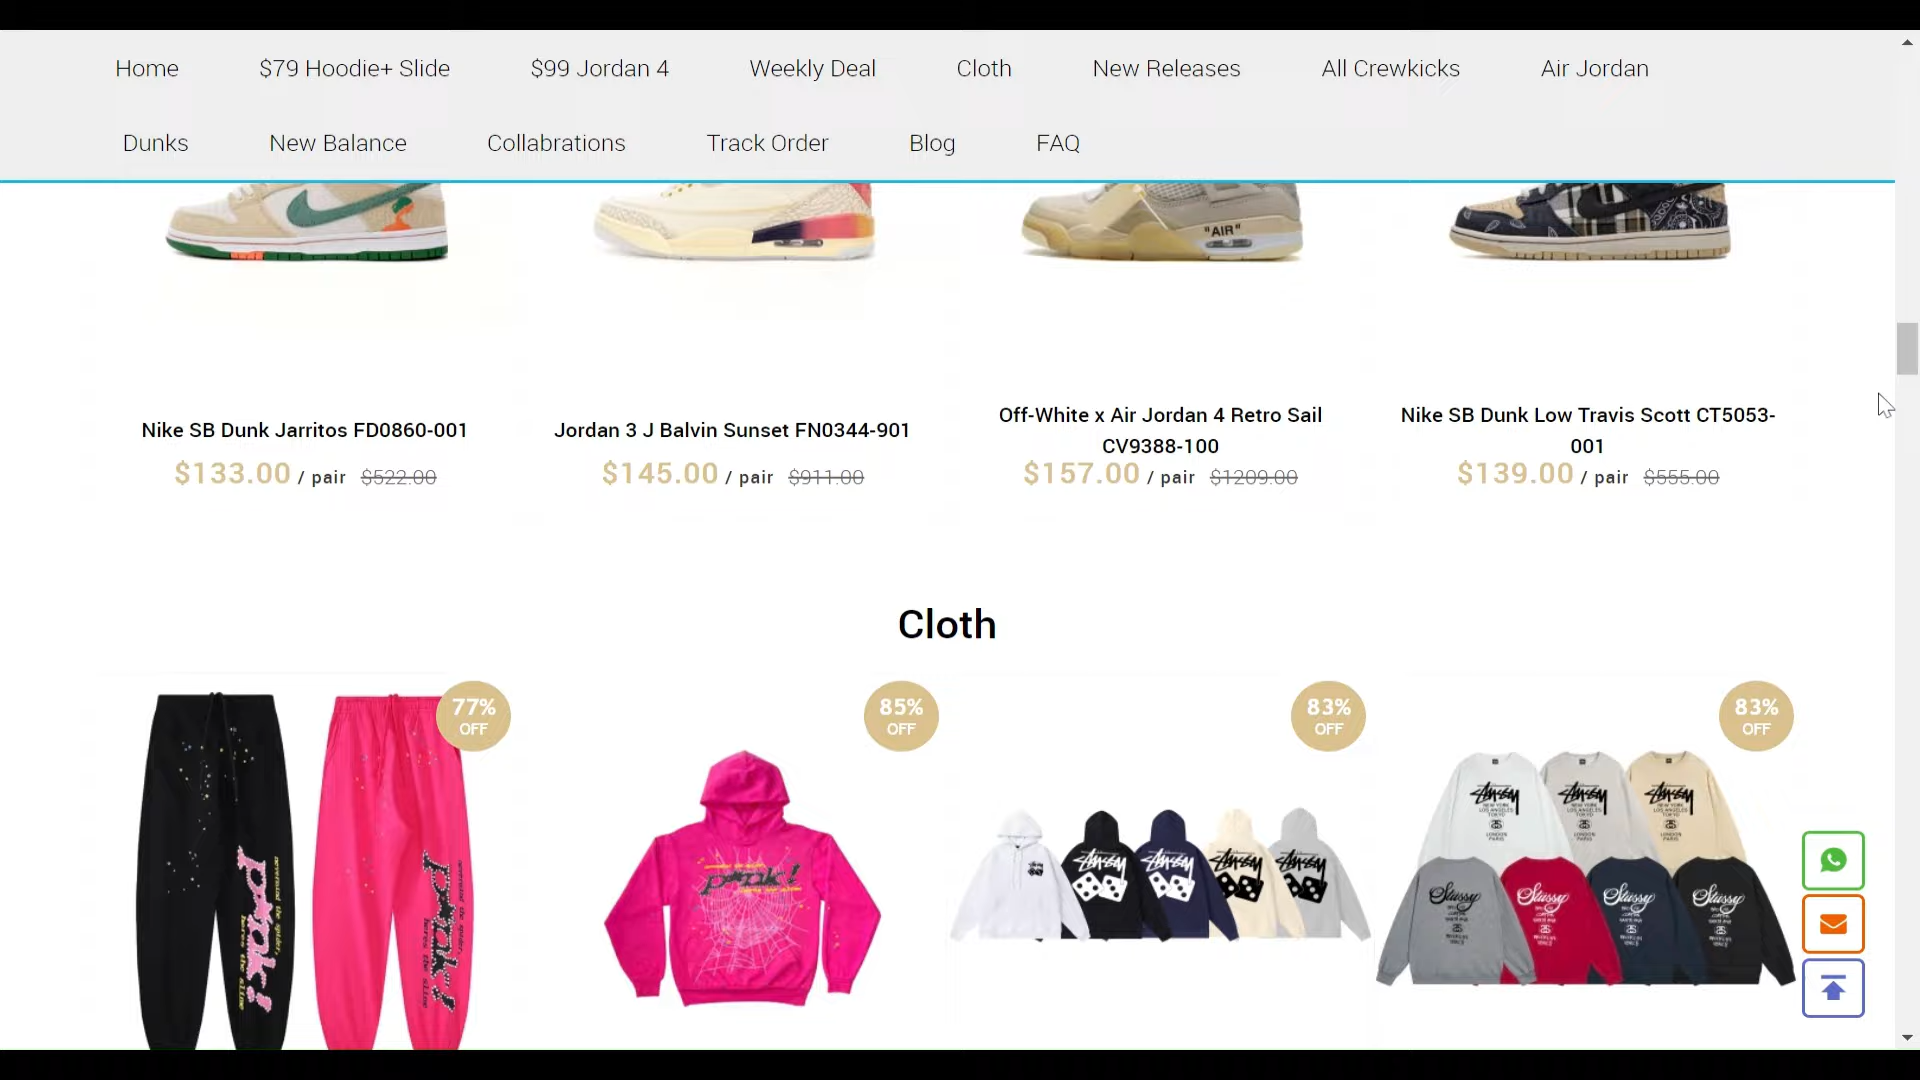 Home $79 Hoodie+ Slide $99 Jordan 4 Weekly Deal Cloth New Releases All Crewkicks Air Jordan
Dunks New Balance Collabrations Track Order Blog FAQ
"AIR"
Nike SB Dunk Jarritos FD0860-001
$133.00 / pair $522.00
Jordan 3 J Balvin Sunset FN0344-901
$145.00 / pair $911.00
Off-White x Air Jordan 4 Retro Sail
CV9388-100
$157.00 / pair $1209.00
Nike SB Dunk Low Travis Scott CT5053-
001
$139.00 / pair $555.00
Cloth
77%
OFF
85%
OFF
83%
OFF
83%
OFF